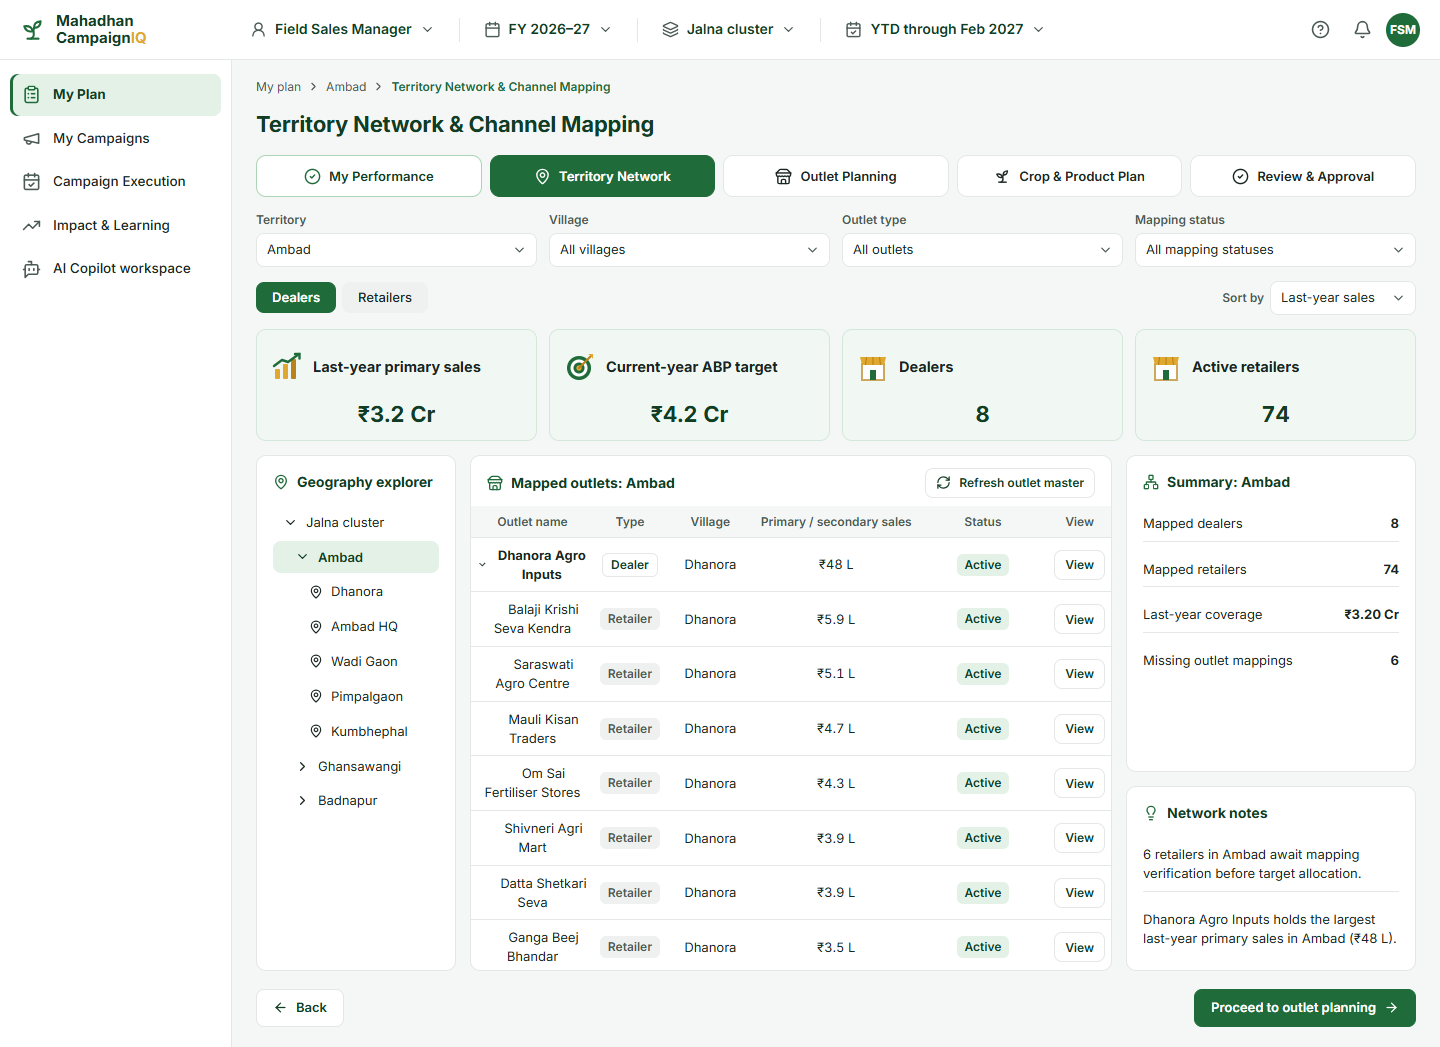 Mahadhan
CampaignIQ
Field Sales Manager
FY 2026–27
Jalna cluster
YTD through Feb 2027
FSM
My Plan
My Campaigns
Campaign Execution
Impact & Learning
AI Copilot workspace
My plan > Ambad > Territory Network & Channel Mapping
Territory Network & Channel Mapping
My Performance
Territory Network
Outlet Planning
Crop & Product Plan
Review & Approval
Territory
Village
Outlet type
Mapping status
Ambad
All villages
All outlets
All mapping statuses
Dealers
Retailers
Sort by
Last-year sales
Last-year primary sales
₹3.2 Cr
Current-year ABP target
₹4.2 Cr
Dealers
8
Active retailers
74
Geography explorer
Jalna cluster
Ambad
Dhanora
Ambad HQ
Wadi Gaon
Pimpalgaon
Kumbhephal
Ghansawangi
Badnapur
Mapped outlets: Ambad
Refresh outlet master
Outlet name Type Village Primary / secondary sales Status View
Dhanora Agro
Inputs
Dealer Dhanora ₹48 L Active View
Balaji Krishi
Seva Kendra
Retailer Dhanora ₹5.9 L Active View
Saraswati
Agro Centre
Retailer Dhanora ₹5.1 L Active View
Mauli Kisan
Traders
Retailer Dhanora ₹4.7 L Active View
Om Sai
Fertiliser Stores
Retailer Dhanora ₹4.3 L Active View
Shivneri Agri
Mart
Retailer Dhanora ₹3.9 L Active View
Datta Shetkari
Seva
Retailer Dhanora ₹3.9 L Active View
Ganga Beej
Bhandar
Retailer Dhanora ₹3.5 L Active View
Summary: Ambad
Mapped dealers 8
Mapped retailers 74
Last-year coverage ₹3.20 Cr
Missing outlet mappings 6
Network notes
6 retailers in Ambad await mapping
verification before target allocation.
Dhanora Agro Inputs holds the largest
last-year primary sales in Ambad (₹48 L).
Back
Proceed to outlet planning